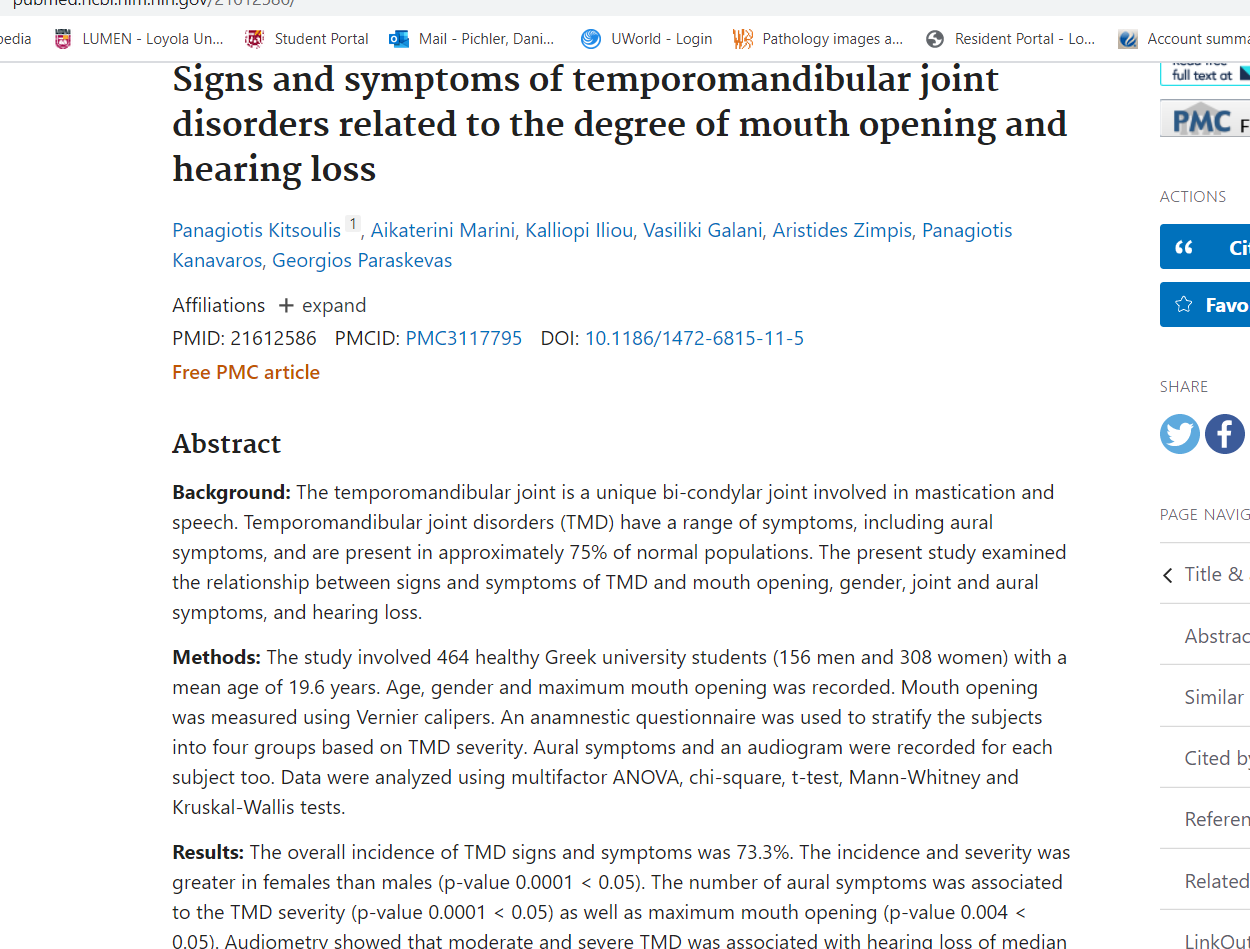 pubmed.ncbi.nlm.nih.gov/21612586/
pedia LUMEN - Loyola Un... Student Portal Mail - Pichler, Dani... UWorld - Login Pathology images a... Resident Portal - Lo... Account summa
Signs and symptoms of temporomandibular joint
disorders related to the degree of mouth opening and
hearing loss
Panagiotis Kitsoulis 1, Aikaterini Marini, Kalliopi Iliou, Vasiliki Galani, Aristides Zimpis, Panagiotis
Kanavaros, Georgios Paraskevas
Affiliations + expand
PMID: 21612586 PMCID: PMC3117795 DOI: 10.1186/1472-6815-11-5
Free PMC article
Abstract
Background: The temporomandibular joint is a unique bi-condylar joint involved in mastication and
speech. Temporomandibular joint disorders (TMD) have a range of symptoms, including aural
symptoms, and are present in approximately 75% of normal populations. The present study examined
the relationship between signs and symptoms of TMD and mouth opening, gender, joint and aural
symptoms, and hearing loss.
Methods: The study involved 464 healthy Greek university students (156 men and 308 women) with a
mean age of 19.6 years. Age, gender and maximum mouth opening was recorded. Mouth opening
was measured using Vernier calipers. An anamnestic questionnaire was used to stratify the subjects
into four groups based on TMD severity. Aural symptoms and an audiogram were recorded for each
subject too. Data were analyzed using multifactor ANOVA, chi-square, t-test, Mann-Whitney and
Kruskal-Wallis tests.
Results: The overall incidence of TMD signs and symptoms was 73.3%. The incidence and severity was
greater in females than males (p-value 0.0001 < 0.05). The number of aural symptoms was associated
to the TMD severity (p-value 0.0001 < 0.05) as well as maximum mouth opening (p-value 0.004 <
0.05). Audiometry showed that moderate and severe TMD was associated with hearing loss of median
Read free
full text at
PMC F
ACTIONS
Ci
Favo
SHARE
PAGE NAVIG
Title &
Abstrac
Similar
Cited by
Referen
Related
LinkOut